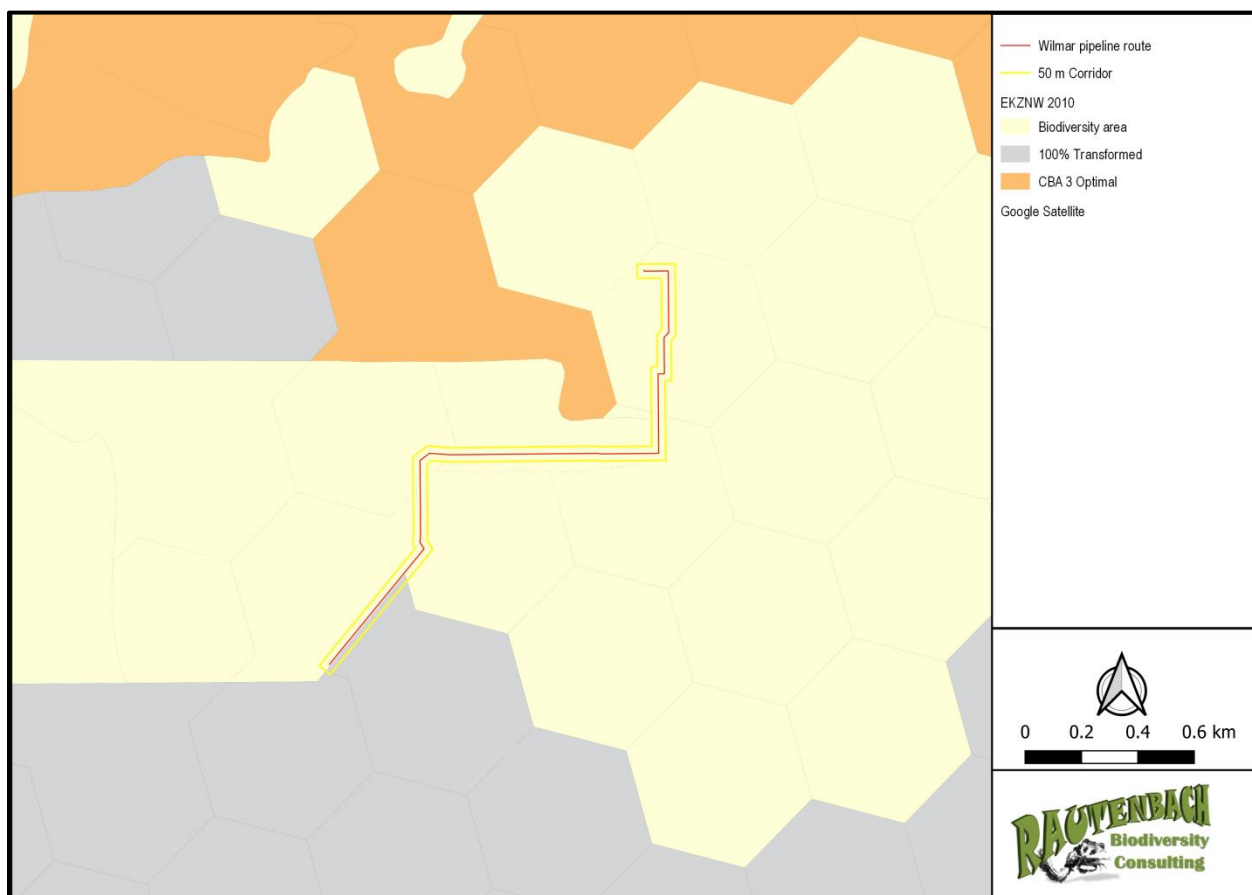 Wilmar pipeline route
50 m Corridor
EKZNW 2010
Biodiversity area
100% Transformed
CBA 3 Optimal
Google Satellite
0 0.2 0.4 0.6 km
RAUTENBACH
Biodiversity
Consulting